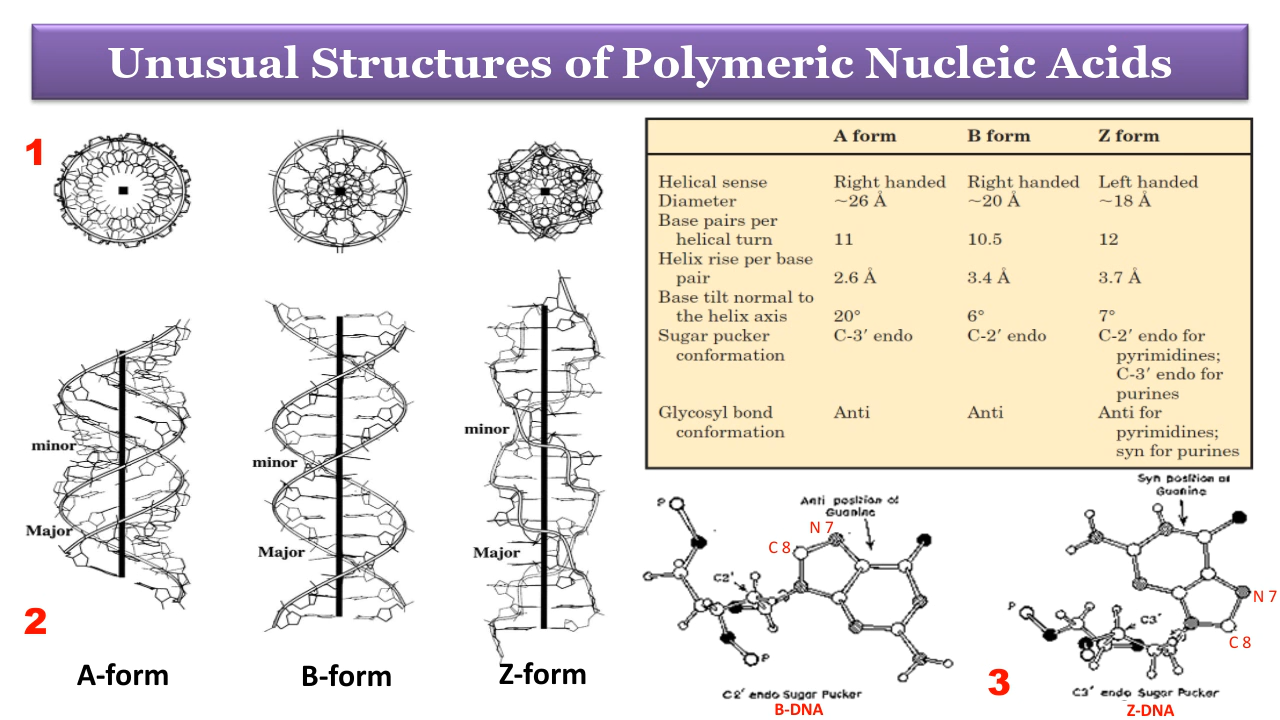 Unusual Structures of Polymeric Nucleic Acids
1
minor
Major
minor
Major
minor
Major
2
A-form
B-form
Z-form
A form B form Z form
Helical sense Right handed Right handed Left handed
Diameter ~26 Å ~20 Å ~18 Å
Base pairs per
helical turn 11 10.5 12
Helix rise per base
pair 2.6 Å 3.4 Å 3.7 Å
Base tilt normal to
the helix axis 20° 6° 7°
Sugar pucker C-3′ endo C-2′ endo C-2′ endo for
conformation pyrimidines;
C-3′ endo for
purines
Glycosyl bond Anti Anti Anti for
conformation pyrimidines;
syn for purines
Anti position of
Guanine
N 7
C 8
P
C2'
P
C2' endo Sugar Pucker
B-DNA
3
Syn position of
Guanine
N 7
C 8
P
C3'
P
C3' endo Sugar Pucker
Z-DNA